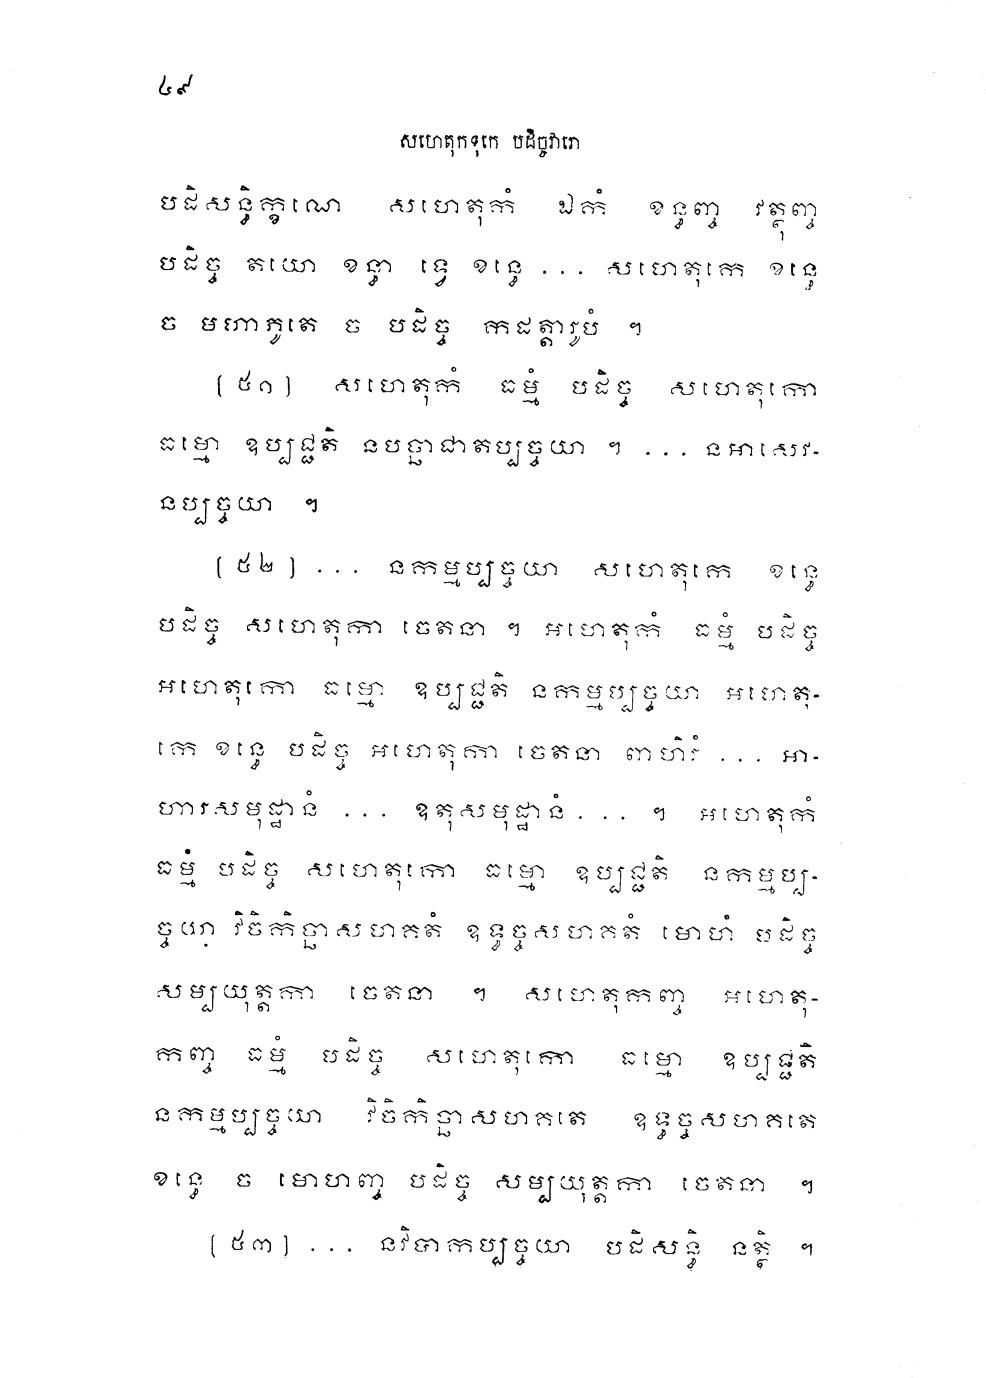 ៤៩
សហេតុកទុកេ បដិច្ចវារោ
បដិសន្ធិក្ខណេ សហេតុកំ ឯកំ ខន្ធញ្ច វត្ថុញ្ច
បដិច្ច តយោ ខន្ធា ទ្វេ ខន្ធេ ... សហេតុកេ ខន្ធេ
ច មហាភូតេ ច បដិច្ច កដត្តារូបំ ។
[៥១] សហេតុកំ ធម្មំ បដិច្ច សហេតុកោ
ធម្មោ ឧប្បជ្ជតិ នបច្ឆាជាតប្បច្ចយា ។ ... នអាសេវ-
នប្បច្ចយា ។
[៥២] ... នកម្មប្បច្ចយា សហេតុកេ ខន្ធេ
បដិច្ច សហេតុកា ចេតនា ។ អហេតុកំ ធម្មំ បដិច្ច
អហេតុកោ ធម្មោ ឧប្បជ្ជតិ នកម្មប្បច្ចយា អហេតុ-
កេ ខន្ធេ បដិច្ច អហេតុកា ចេតនា ពាហិរំ ... អា-
ហារសមុដ្ឋានំ ... ឧតុសមុដ្ឋានំ ... ។ អហេតុកំ
ធម្មំ បដិច្ច សហេតុកោ ធម្មោ ឧប្បជ្ជតិ នកម្មប្ប-
ច្ចយា វិចិកិច្ឆាសហគតំ ឧទ្ធច្ចសហគតំ មោហំ បដិច្ច
សម្បយុត្តកា ចេតនា ។ សហេតុកញ្ច អហេតុ-
កញ្ច ធម្មំ បដិច្ច សហេតុកោ ធម្មោ ឧប្បជ្ជតិ
នកម្មប្បច្ចយា វិចិកិច្ឆាសហគតេ ឧទ្ធច្ចសហគតេ
ខន្ធេ ច មោហញ្ច បដិច្ច សម្បយុត្តកា ចេតនា ។
[៥៣] ... នវិបាកប្បច្ចយា បដិសន្ធិ នត្ថិ ។